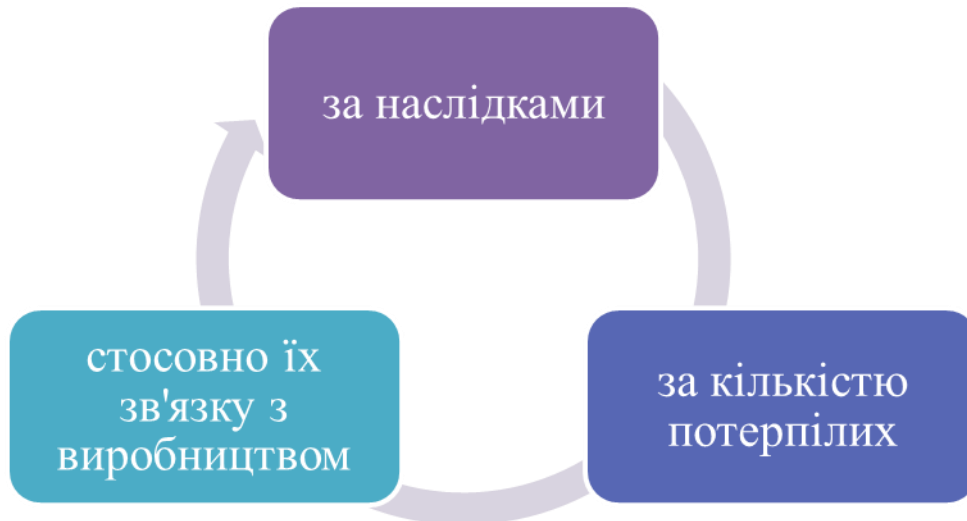 за наслідками
за кількістю
потерпілих
стосовно їх
зв'язку з
виробництвом